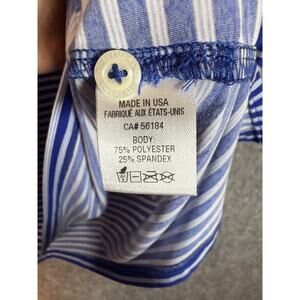 MADE IN USA
FABRIQUÉ AUX ÉTATS-UNIS
CA# 56184
BODY:
75% POLYESTER
25% SPANDEX